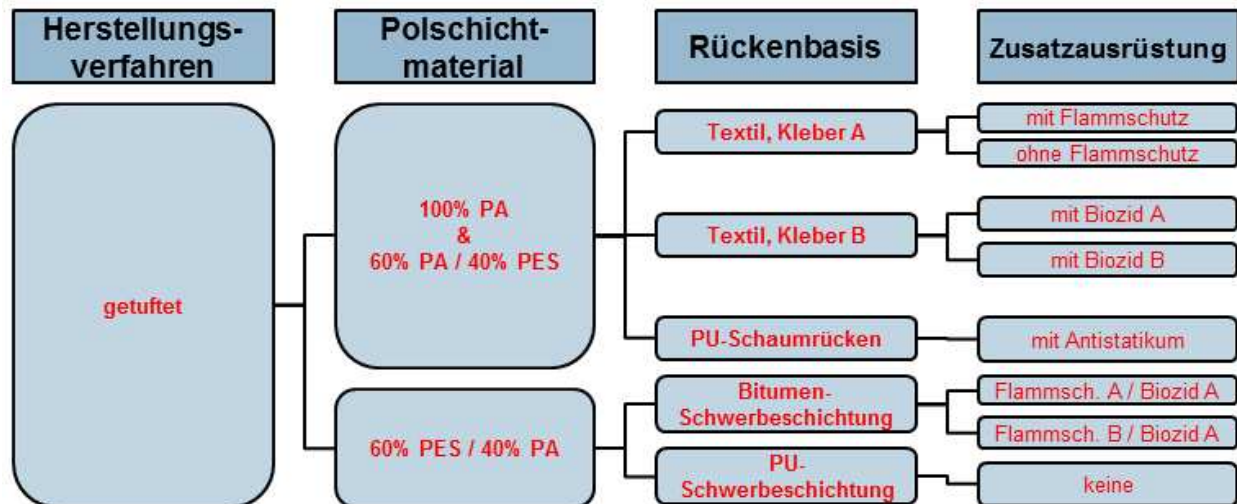 Herstellungs-
verfahren
Polschicht-
material
Rückenbasis
Zusatzausrüstung
getuftet
100% PA
&
60% PA / 40% PES
60% PES / 40% PA
Textil, Kleber A
Textil, Kleber B
PU-Schaumrücken
Bitumen-
Schwerbeschichtung
PU-
Schwerbeschichtung
mit Flammschutz
ohne Flammschutz
mit Biozid A
mit Biozid B
mit Antistatikum
Flammsch. A / Biozid A
Flammsch. B / Biozid A
keine